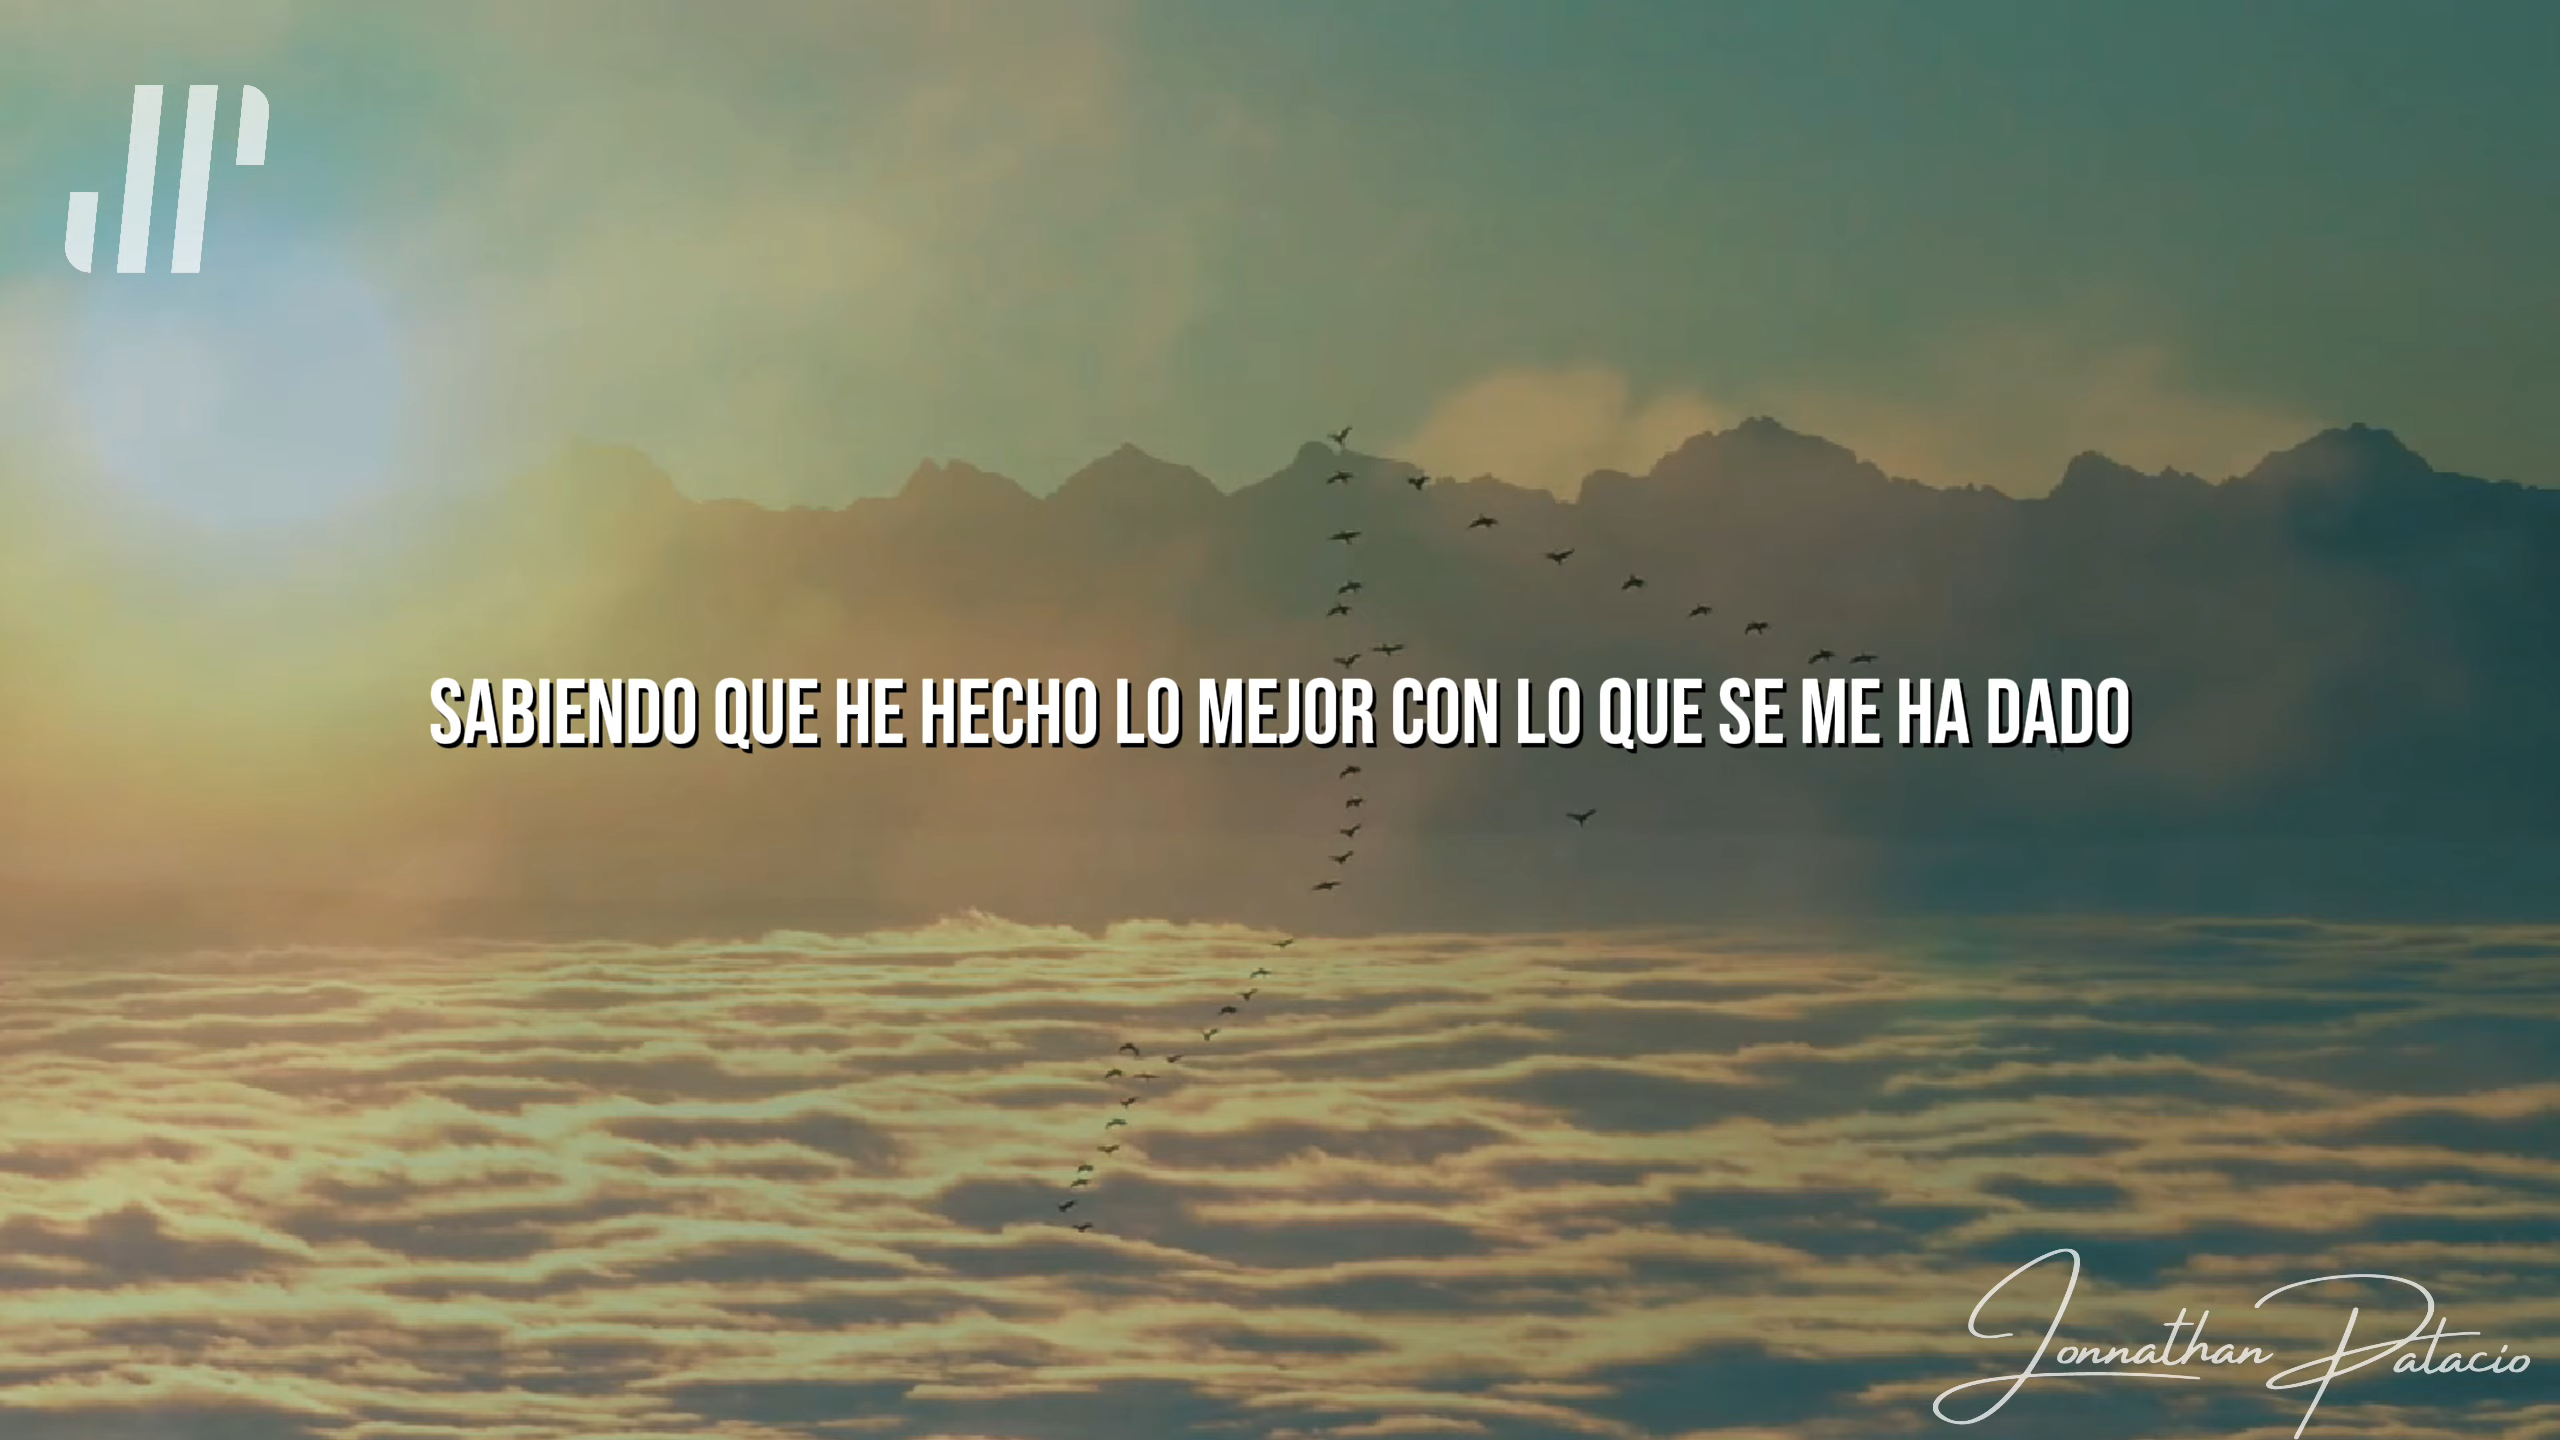 JP
SABIENDO QUE HE HECHO LO MEJOR CON LO QUE SE ME HA DADO
Jonnathan Palacio